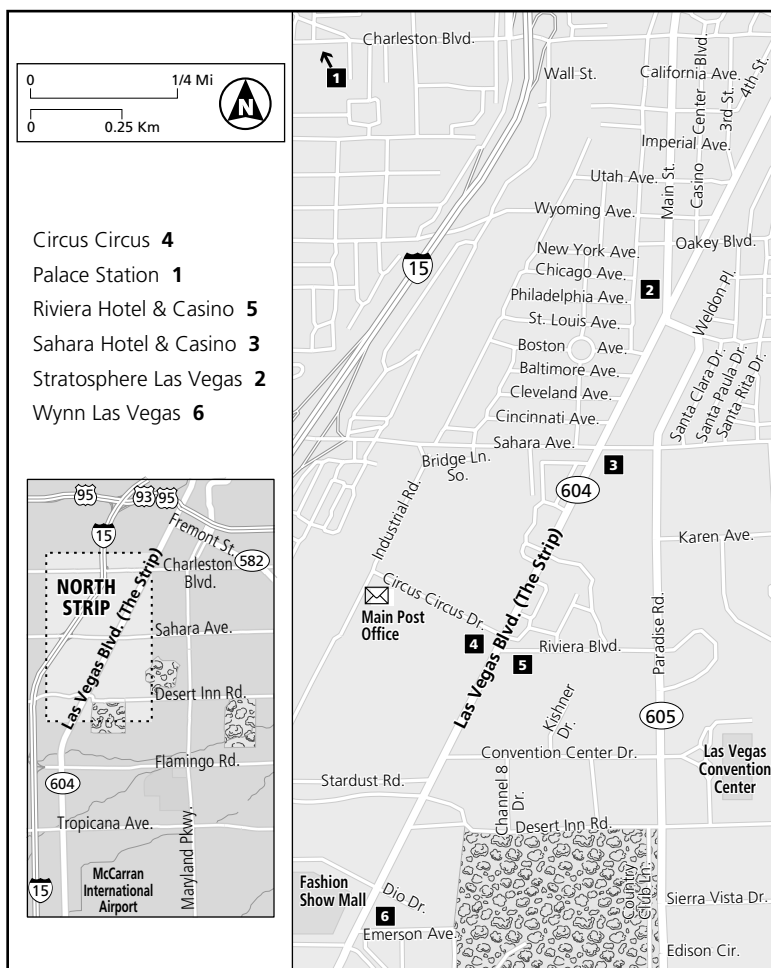 0 1/4 Mi
0 0.25 Km
N
Circus Circus 4
Palace Station 1
Riviera Hotel & Casino 5
Sahara Hotel & Casino 3
Stratosphere Las Vegas 2
Wynn Las Vegas 6
95
93
95
15
Fremont St.
582
NORTH
STRIP
Charleston
Blvd.
Las Vegas Blvd. (The Strip)
Sahara Ave.
Desert Inn Rd.
604
Flamingo Rd.
Tropicana Ave.
Maryland Pkwy.
McCarran
International
Airport
15
Charleston Blvd.
1
Wall St.
California Ave.
Casino Center Blvd.
3rd St.
4th St.
Imperial Ave.
Main St.
Utah Ave.
Wyoming Ave.
New York Ave.
Oakey Blvd.
15
Chicago Ave.
2
Philadelphia Ave.
Weldon Pl.
St. Louis Ave.
Boston Ave.
Baltimore Ave.
Cleveland Ave.
Santa Clara Dr.
Santa Paula Dr.
Santa Rita Dr.
Cincinnati Ave.
Sahara Ave.
Bridge Ln.
So.
3
604
Industrial Rd.
Karen Ave.
Las Vegas Blvd. (The Strip)
Circus Circus Dr.
Main Post
Office
Paradise Rd.
4
Riviera Blvd.
5
Kishner
Dr.
605
Convention Center Dr.
Las Vegas
Convention
Center
Stardust Rd.
Channel 8
Dr.
Desert Inn Rd.
Fashion
Show Mall
Dio Dr.
Country
Club Ln.
Sierra Vista Dr.
6
Emerson Ave.
Edison Cir.